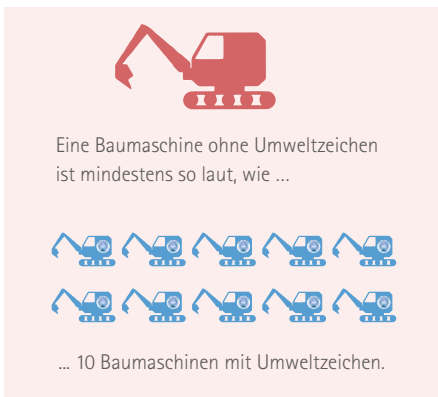 Eine Baumaschine ohne Umweltzeichen
ist mindestens so laut, wie ...
... 10 Baumaschinen mit Umweltzeichen.